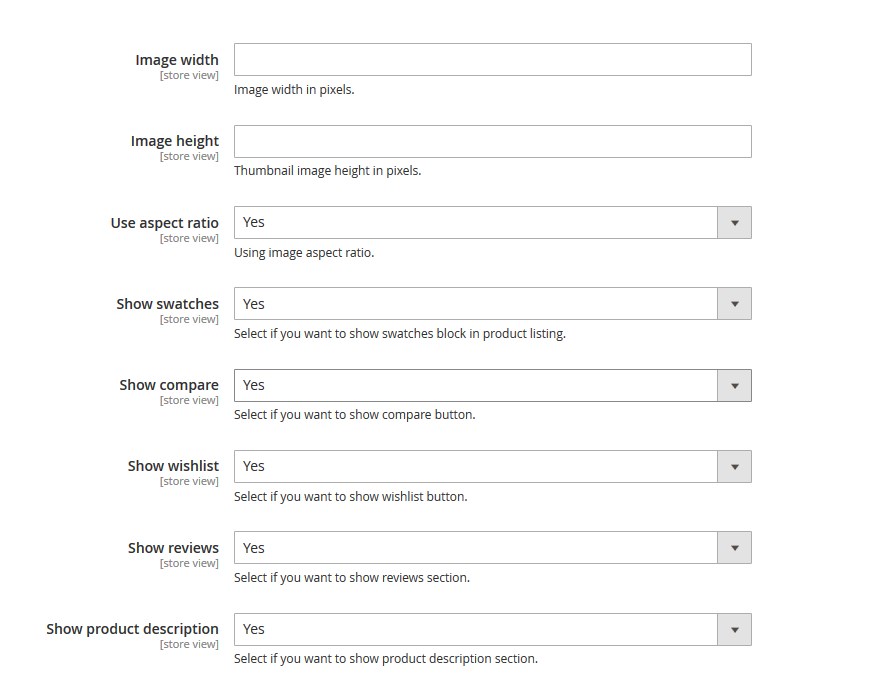 Image width
[store view]
Image width in pixels.
Image height
[store view]
Thumbnail image height in pixels.
Use aspect ratio
[store view]
Yes
Using image aspect ratio.
Show swatches
[store view]
Yes
Select if you want to show swatches block in product listing.
Show compare
[store view]
Yes
Select if you want to show compare button.
Show wishlist
[store view]
Yes
Select if you want to show wishlist button.
Show reviews
[store view]
Yes
Select if you want to show reviews section.
Show product description
[store view]
Yes
Select if you want to show product description section.